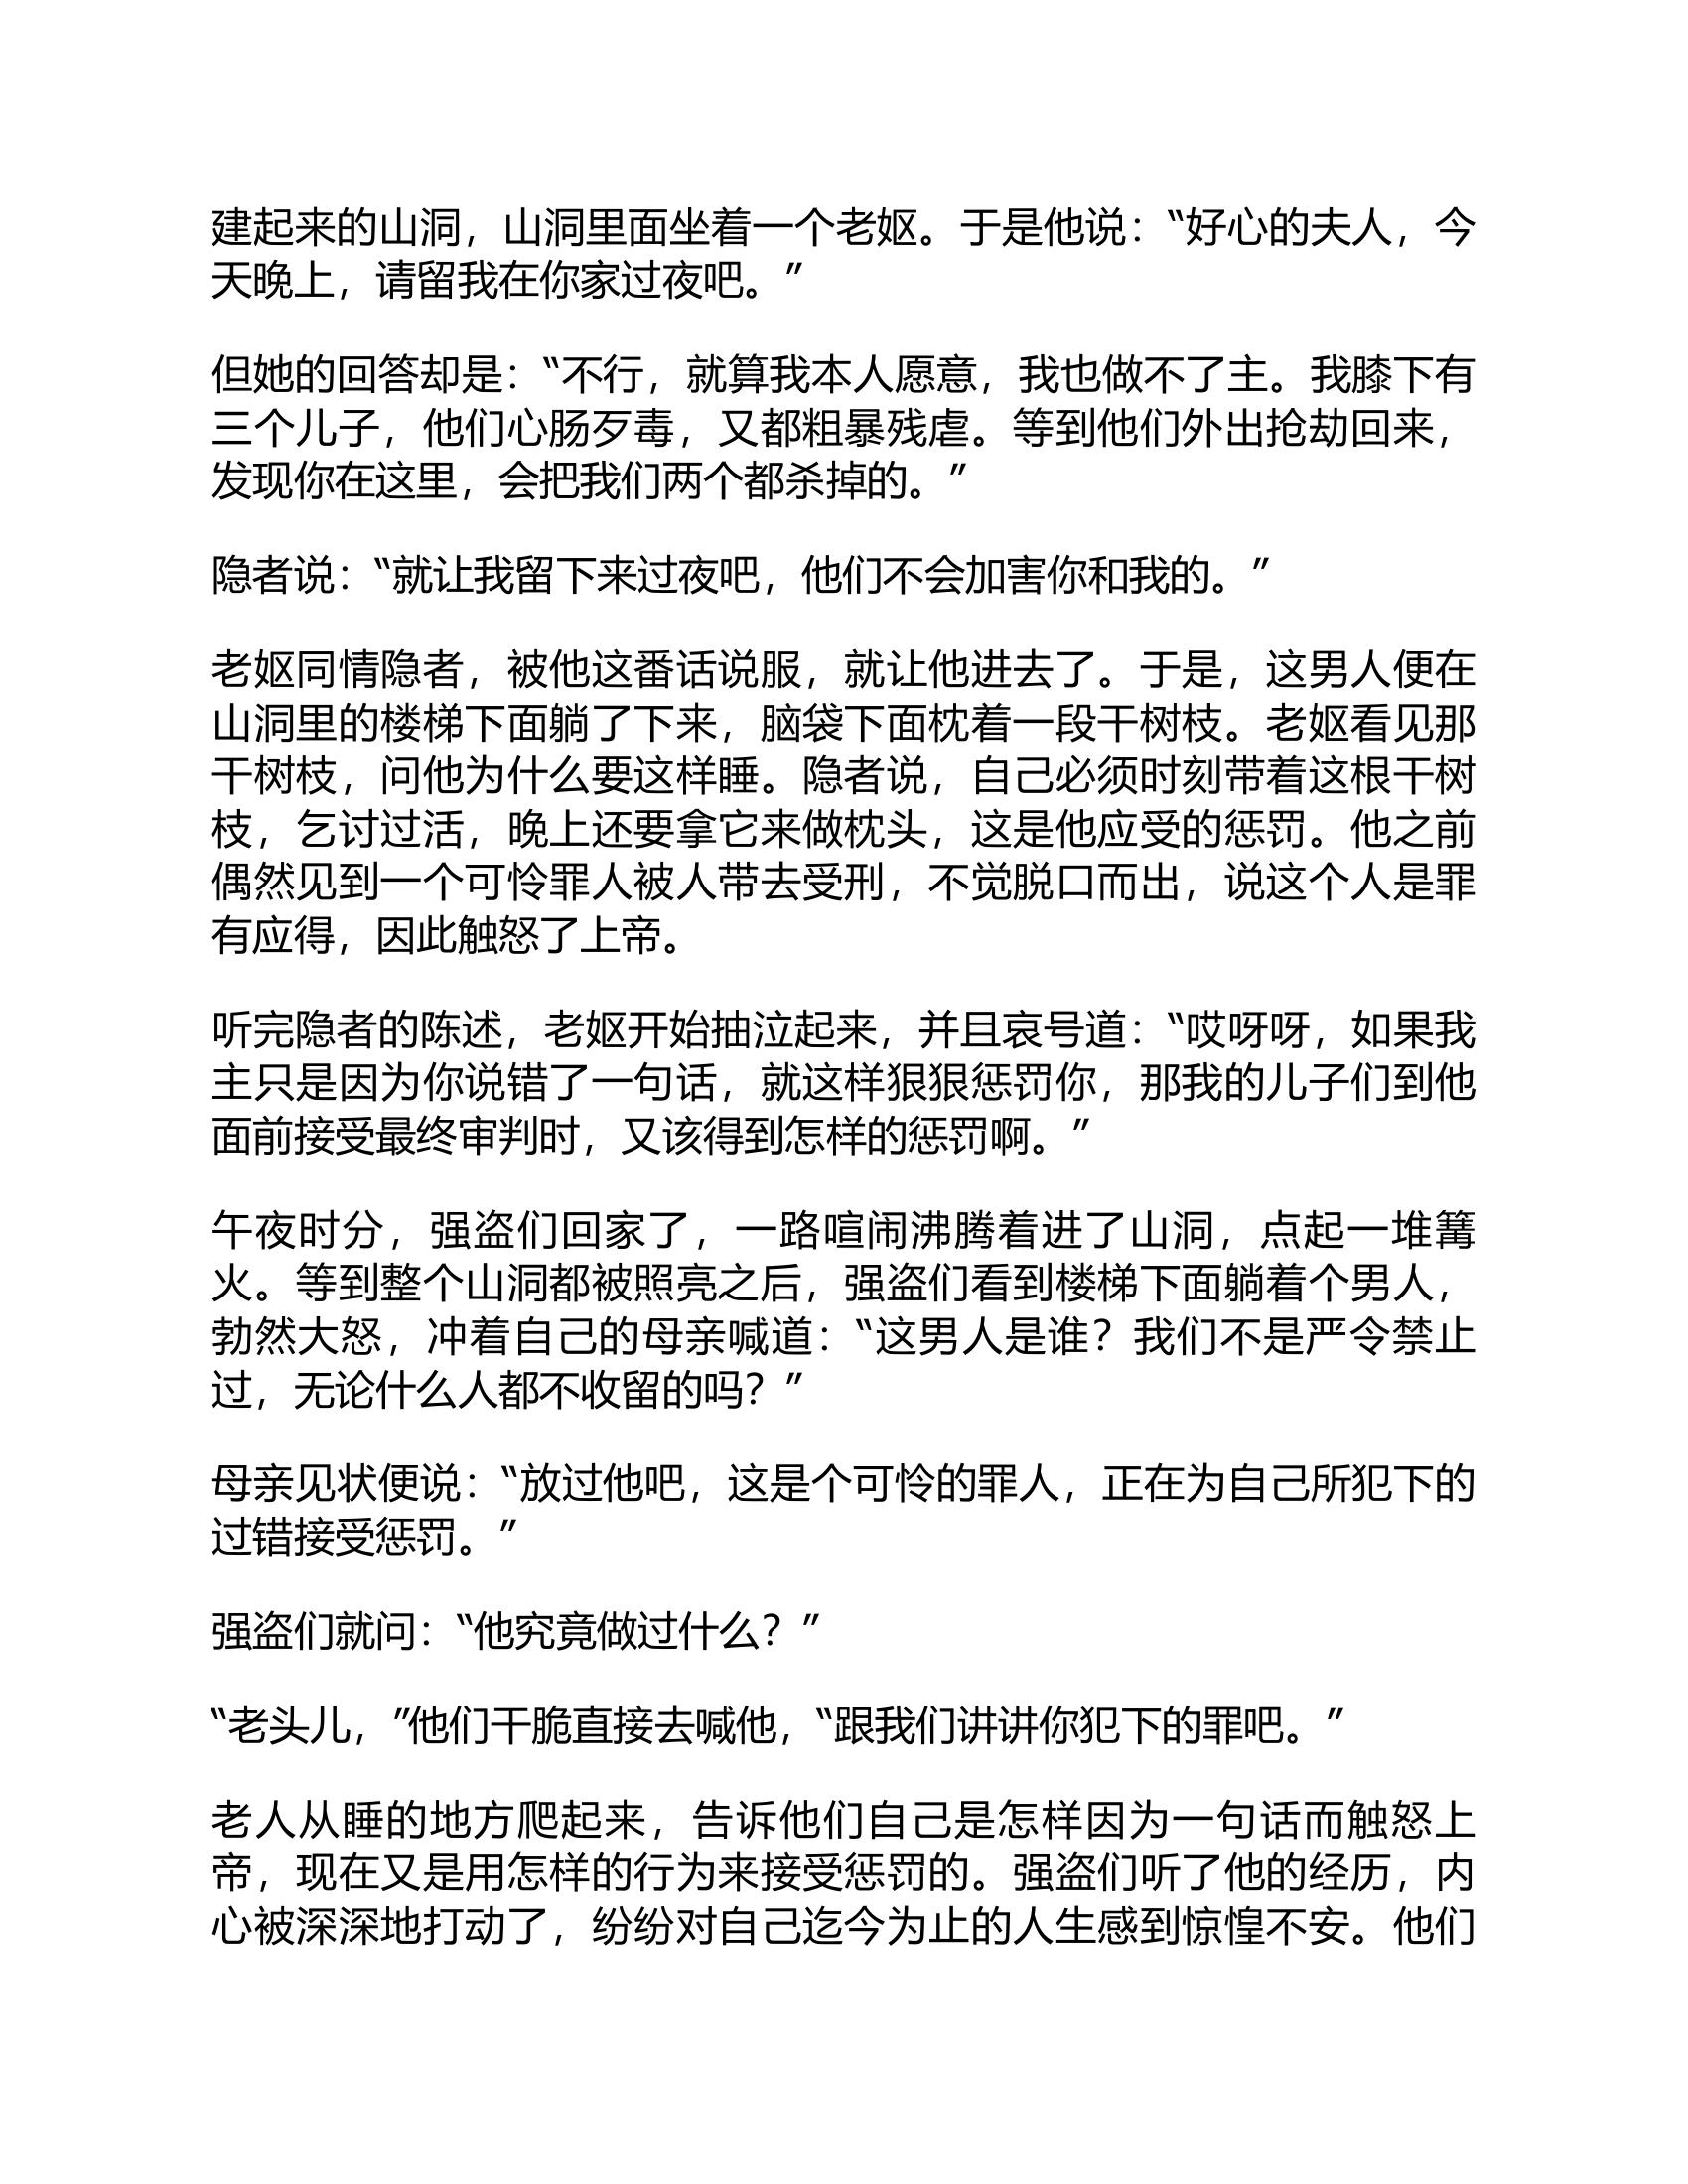 建起来的山洞，山洞里面坐着一个老妪。于是他说：“好心的夫人，今
天晚上，请留我在你家过夜吧。”
但她的回答却是：“不行，就算我本人愿意，我也做不了主。我膝下有
三个儿子，他们心肠歹毒，又都粗暴残虐。等到他们外出抢劫回来，
发现你在这里，会把我们两个都杀掉的。”
隐者说：“就让我留下来过夜吧，他们不会加害你和我的。”
老妪同情隐者，被他这番话说服，就让他进去了。于是，这男人便在
山洞里的楼梯下面躺了下来，脑袋下面枕着一段干树枝。老妪看见那
干树枝，问他为什么要这样睡。隐者说，自己必须时刻带着这根干树
枝，乞讨过活，晚上还要拿它来做枕头，这是他应受的惩罚。他之前
偶然见到一个可怜罪人被人带去受刑，不觉脱口而出，说这个人是罪
有应得，因此触怒了上帝。
听完隐者的陈述，老妪开始抽泣起来，并且哀号道：“哎呀呀，如果我
主只是因为你说错了一句话，就这样狠狠惩罚你，那我的儿子们到他
面前接受最终审判时，又该得到怎样的惩罚啊。”
午夜时分，强盗们回家了，一路喧闹沸腾着进了山洞，点起一堆篝
火。等到整个山洞都被照亮之后，强盗们看到楼梯下面躺着个男人，
勃然大怒，冲着自己的母亲喊道：“这男人是谁？我们不是严令禁止
过，无论什么人都不收留的吗？”
母亲见状便说：“放过他吧，这是个可怜的罪人，正在为自己所犯下的
过错接受惩罚。”
强盗们就问：“他究竟做过什么？”
“老头儿，”他们干脆直接去喊他，“跟我们讲讲你犯下的罪吧。”
老人从睡的地方爬起来，告诉他们自己是怎样因为一句话而触怒上
帝，现在又是用怎样的行为来接受惩罚的。强盗们听了他的经历，内
心被深深地打动了，纷纷对自己迄今为止的人生感到惊惶不安。他们